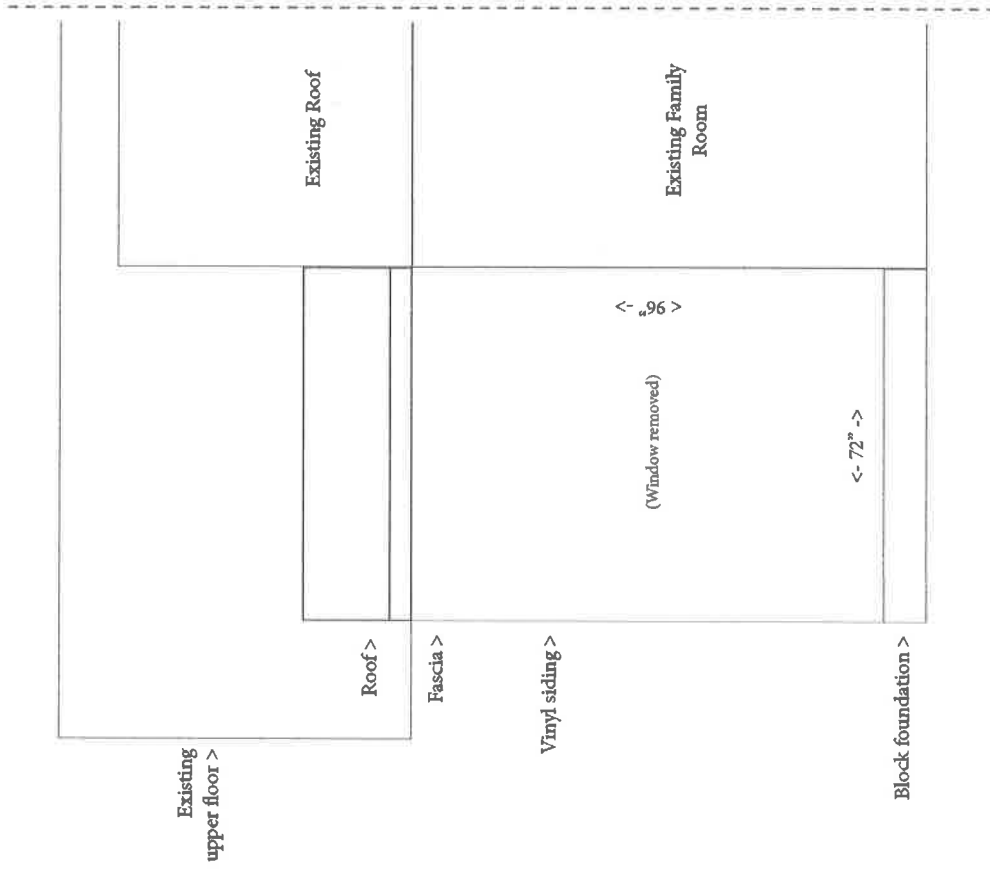 Existing
upper floor >
Existing Roof
Roof >
Fascia >
Vinyl siding >
(Window removed)
<- „96 >
Existing Family
Room
<- 72” ->
Block foundation >